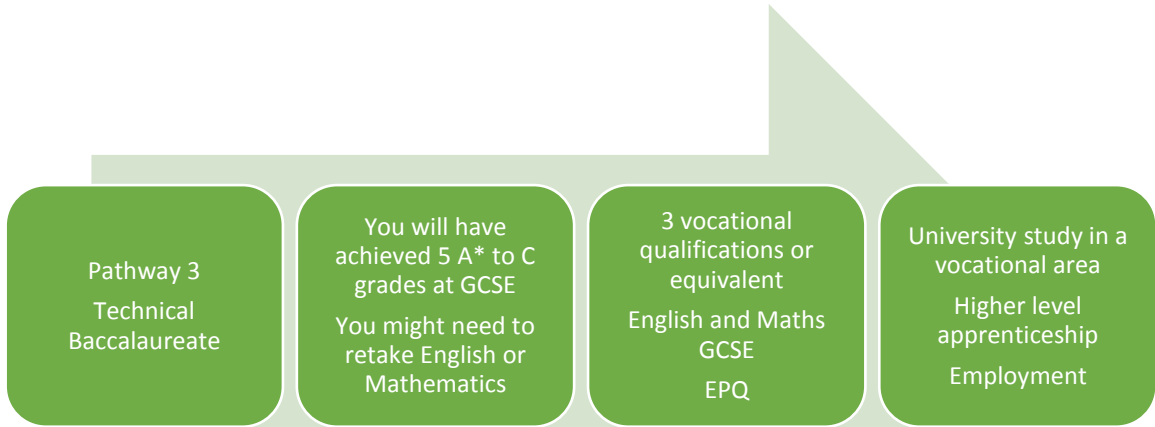 Pathway 3
Technical
Baccalaureate
You will have
achieved 5 A* to C
grades at GCSE
You might need to
retake English or
Mathematics
3 vocational
qualifications or
equivalent
English and Maths
GCSE
EPQ
University study in a
vocational area
Higher level
apprenticeship
Employment